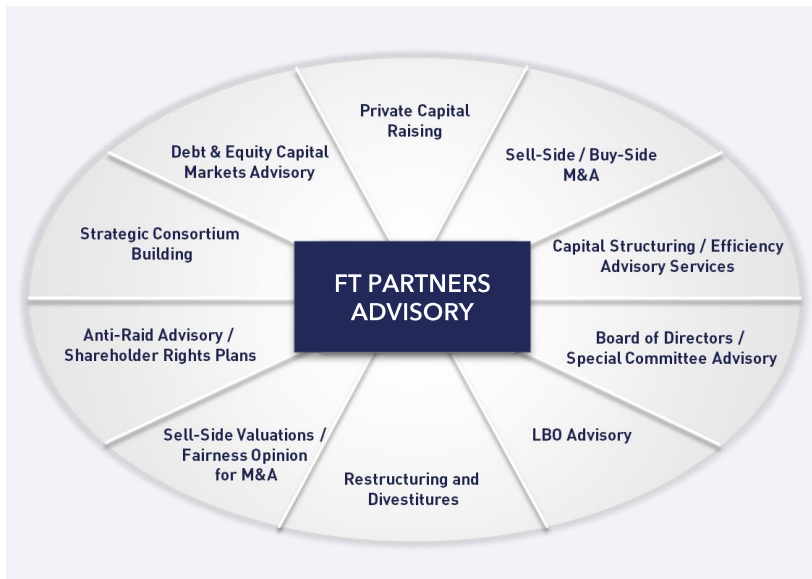 Private Capital
Raising
Sell-Side / Buy-Side
M&A
Capital Structuring / Efficiency
Advisory Services
Board of Directors /
Special Committee Advisory
LBO Advisory
Restructuring and
Divestitures
Sell-Side Valuations /
Fairness Opinion
for M&A
Anti-Raid Advisory /
Shareholder Rights Plans
Strategic Consortium
Building
Debt & Equity Capital
Markets Advisory
FT PARTNERS
ADVISORY